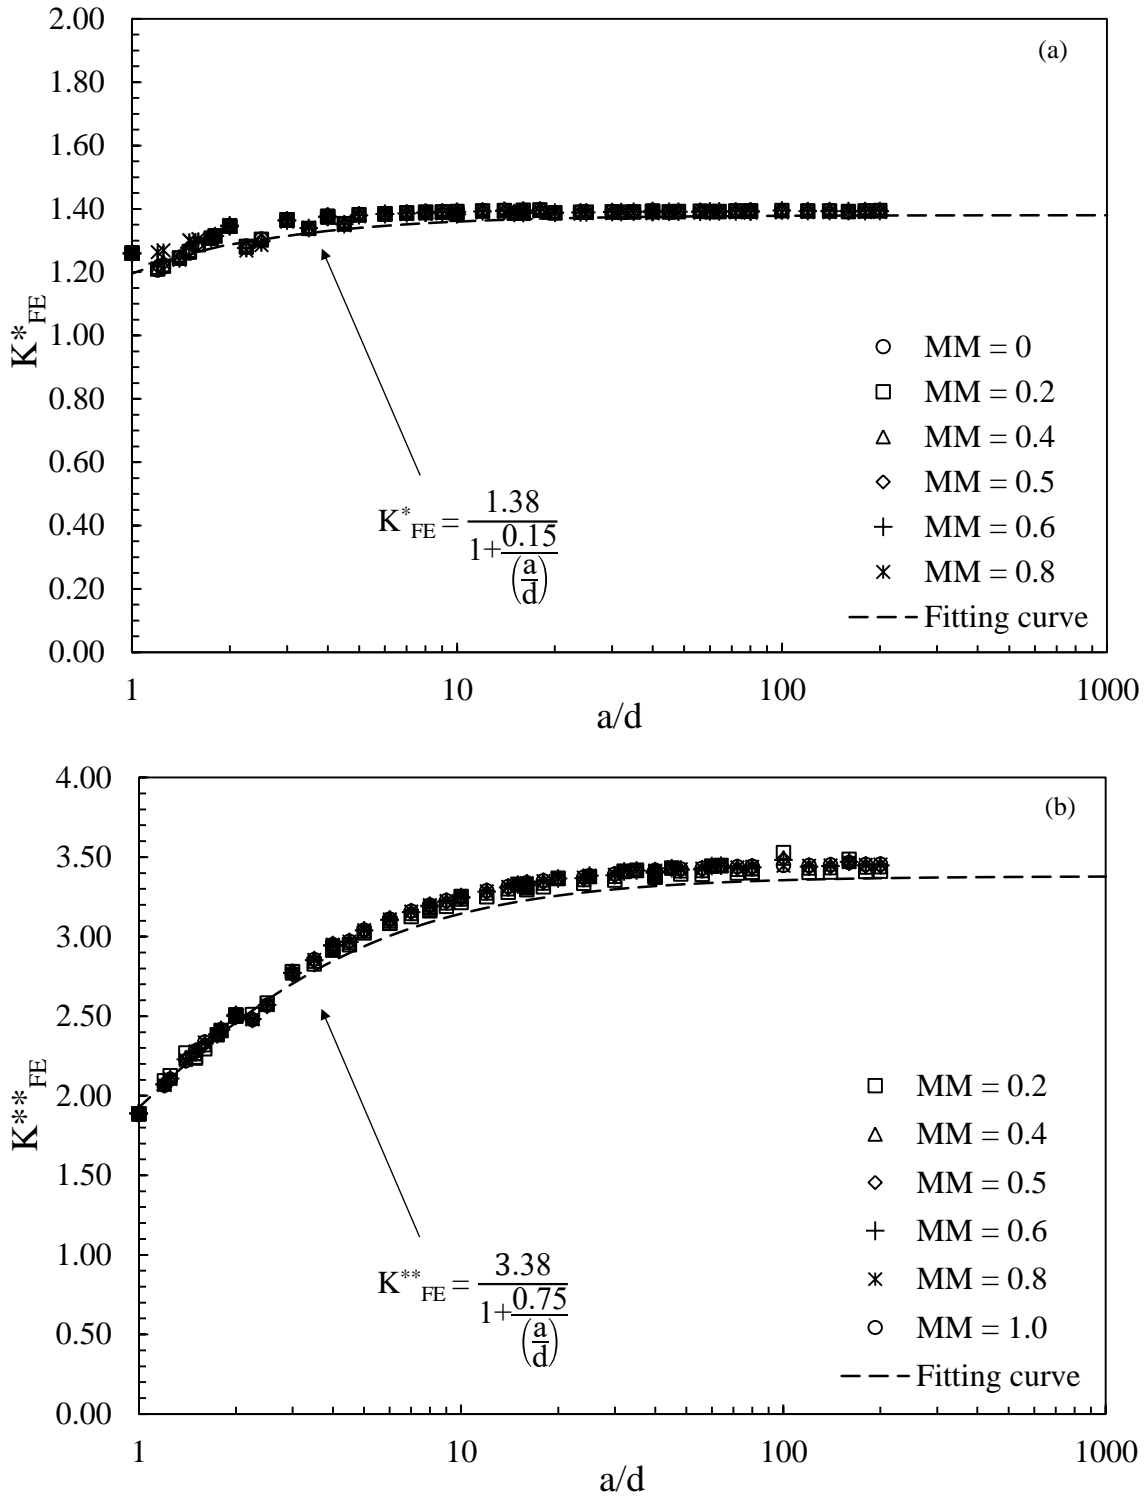 2.00
(a)
1.80
1.60
1.40
1.20
1.00
0.80
0.60
0.40
0.20
0.00
K*FE
MM = 0
MM = 0.2
MM = 0.4
MM = 0.5
MM = 0.6
MM = 0.8
Fitting curve
K*FE = 1.38
1+0.15
(a
d)
1 10 100 1000
a/d
4.00
(b)
3.50
3.00
2.50
2.00
1.50
1.00
0.50
0.00
K**FE
MM = 0.2
MM = 0.4
MM = 0.5
MM = 0.6
MM = 0.8
MM = 1.0
Fitting curve
K**FE = 3.38
1+0.75
(a
d)
1 10 100 1000
a/d